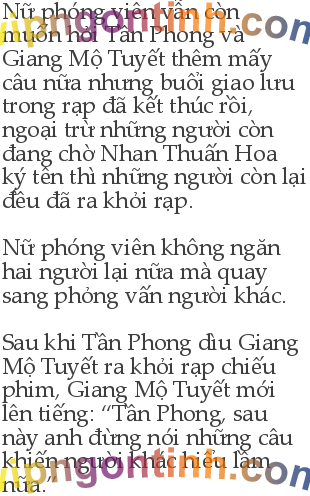 Nữ phóng viên vẫn còn
muốn hỏi Tần Phong và
Giang Mộ Tuyết thêm mấy
câu nữa nhưng buổi giao lưu
trong rạp đã kết thúc rồi,
ngoại trừ những người còn
đang chờ Nhan Thuấn Hoa
ký tên thì những người còn lại
đều đã ra khỏi rạp.
Nữ phóng viên không ngăn
hai người lại nữa mà quay
sang phỏng vấn người khác.
Sau khi Tần Phong dìu Giang
Mộ Tuyết ra khỏi rạp chiếu
phim, Giang Mộ Tuyết mới
lên tiếng: “Tần Phong, sau
này anh đừng nói những câu
khiến người khác hiểu lầm
nữa.”
vipngontinh.com
vipngontinh.com